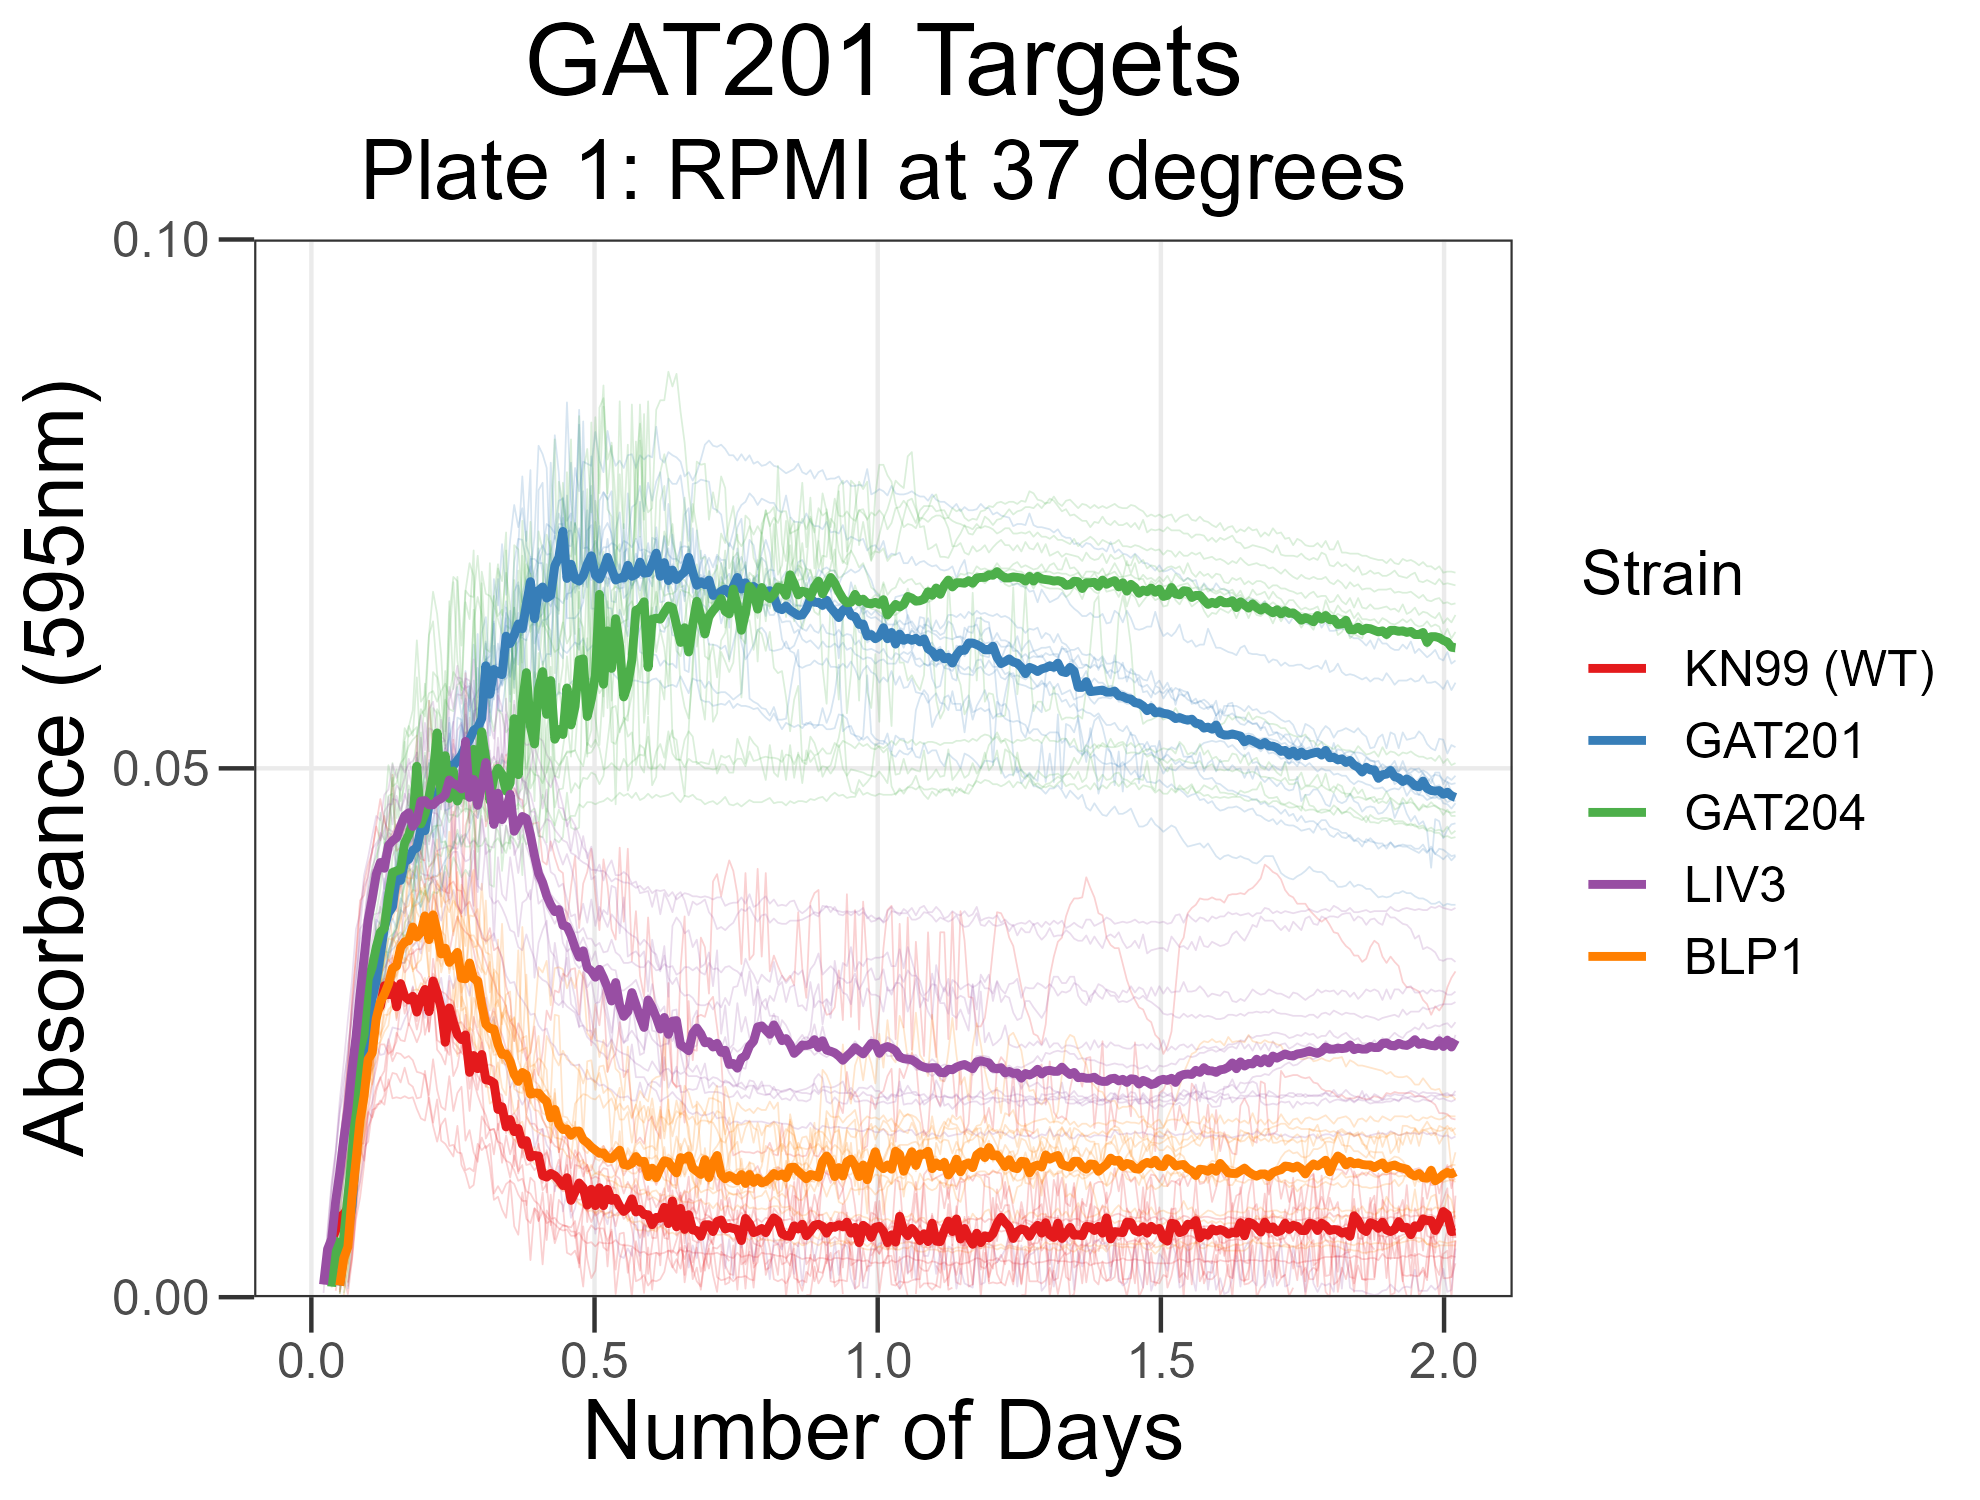 GAT201 Targets
Plate 1: RPMI at 37 degrees
Absorbance (595nm)
0.10
0.05
0.00
0.0 0.5 1.0 1.5 2.0
Number of Days
Strain
KN99 (WT)
GAT201
GAT204
LIV3
BLP1